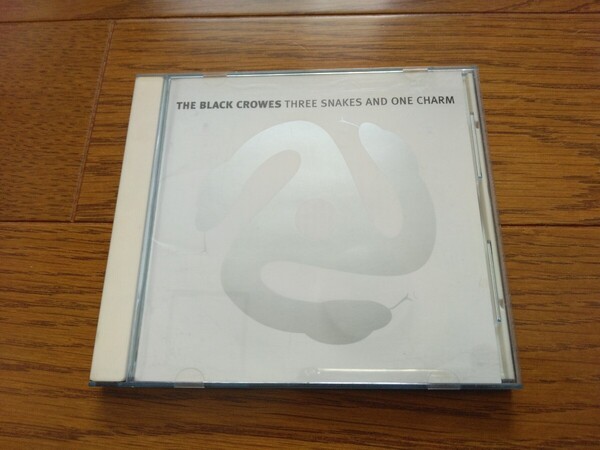 THE BLACK CROWES THREE SNAKES AND ONE CHARM